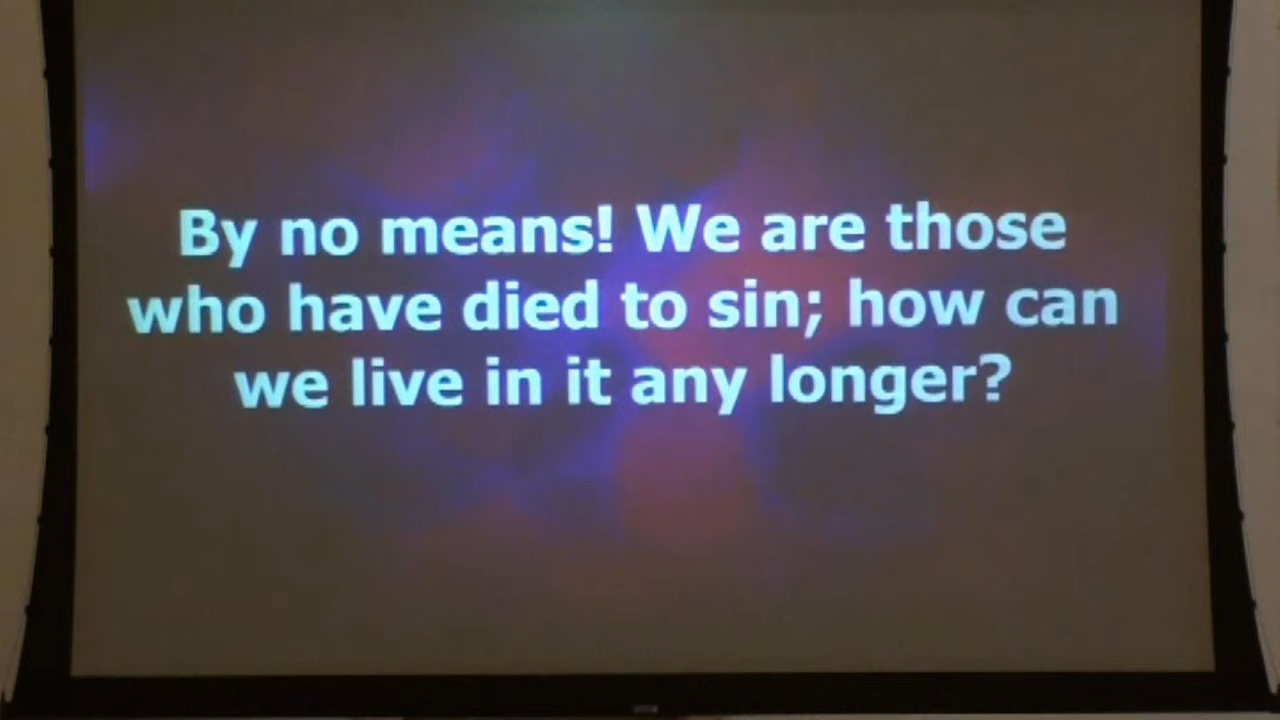 By no means! We are those
who have died to sin; how can
we live in it any longer?